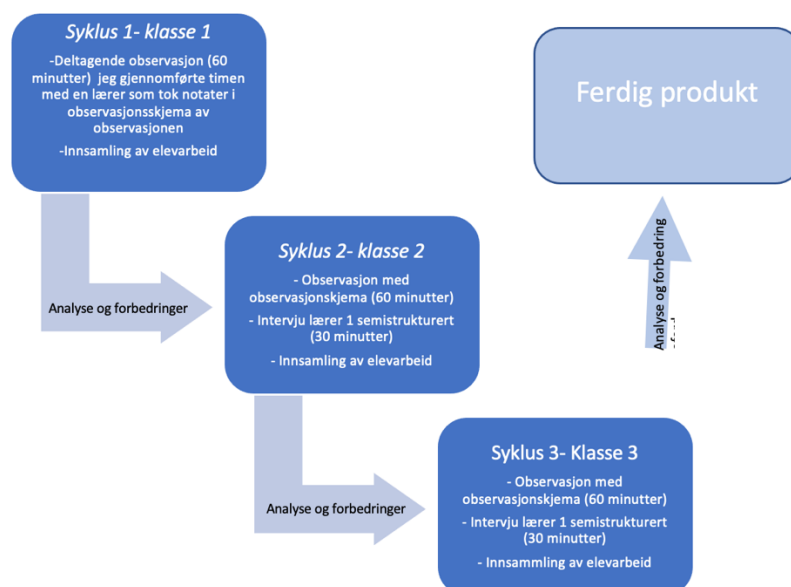 Syklus 1- klasse 1
-Deltagende observasjon (60
minutter) jeg gjennomførte timen
med en lærer som tok notater i
observasjonsskjema av
observasjonen
-Innsamling av elevarbeid
Ferdig produkt
Analyse og forbedring
Analyse og forbedringer
Syklus 2- klasse 2
- Observasjon med
observasjonskjema (60 minutter)
- Intervju lærer 1 semistrukturert
(30 minutter)
- Innsamling av elevarbeid
Analyse og forbedringer
Syklus 3- Klasse 3
- Observasjon med
observasjonskjema (60 minutter)
- Intervju lærer 1 semistrukturert
(30 minutter)
- Innsammling av elevarbeid